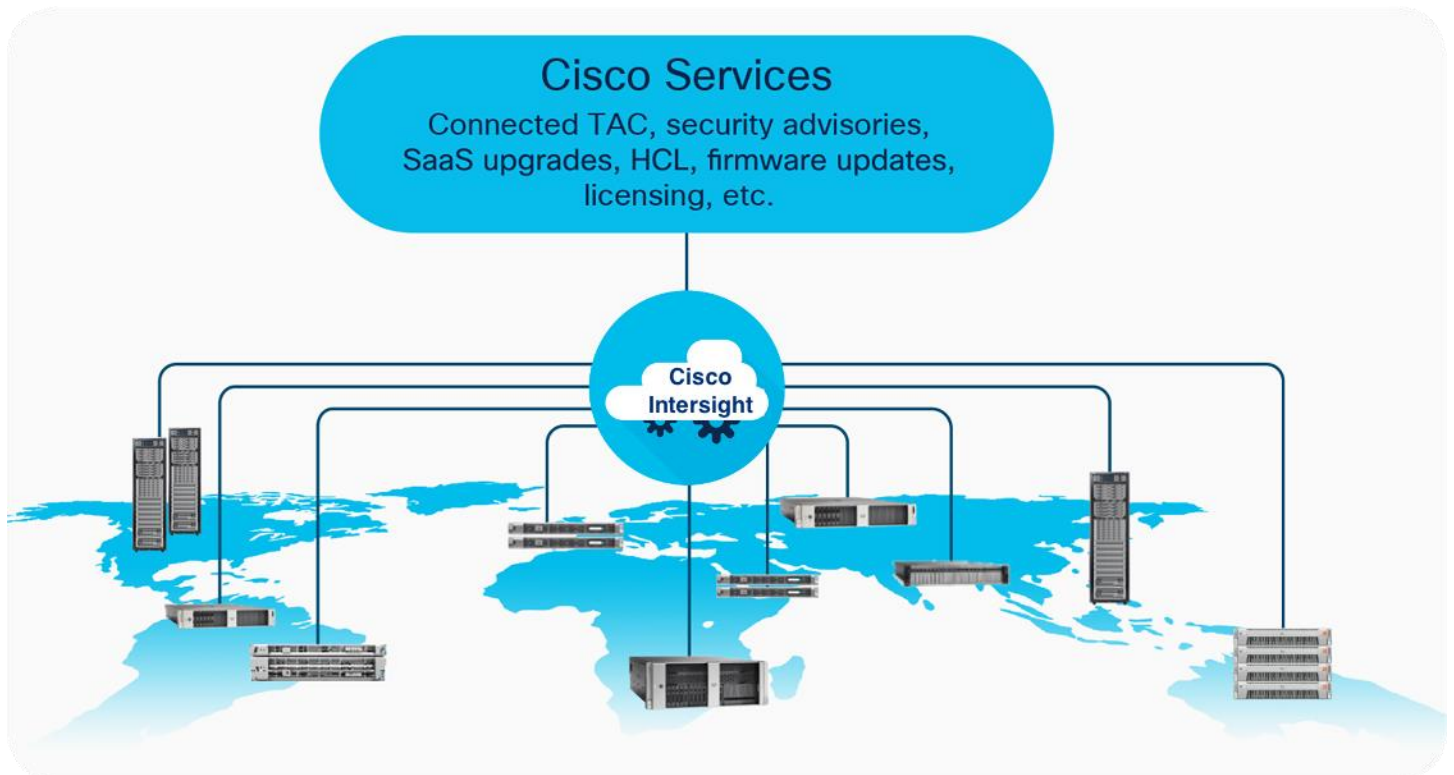 Cisco Services
Connected TAC, security advisories,
SaaS upgrades, HCL, firmware updates,
licensing, etc.
Cisco
Intersight